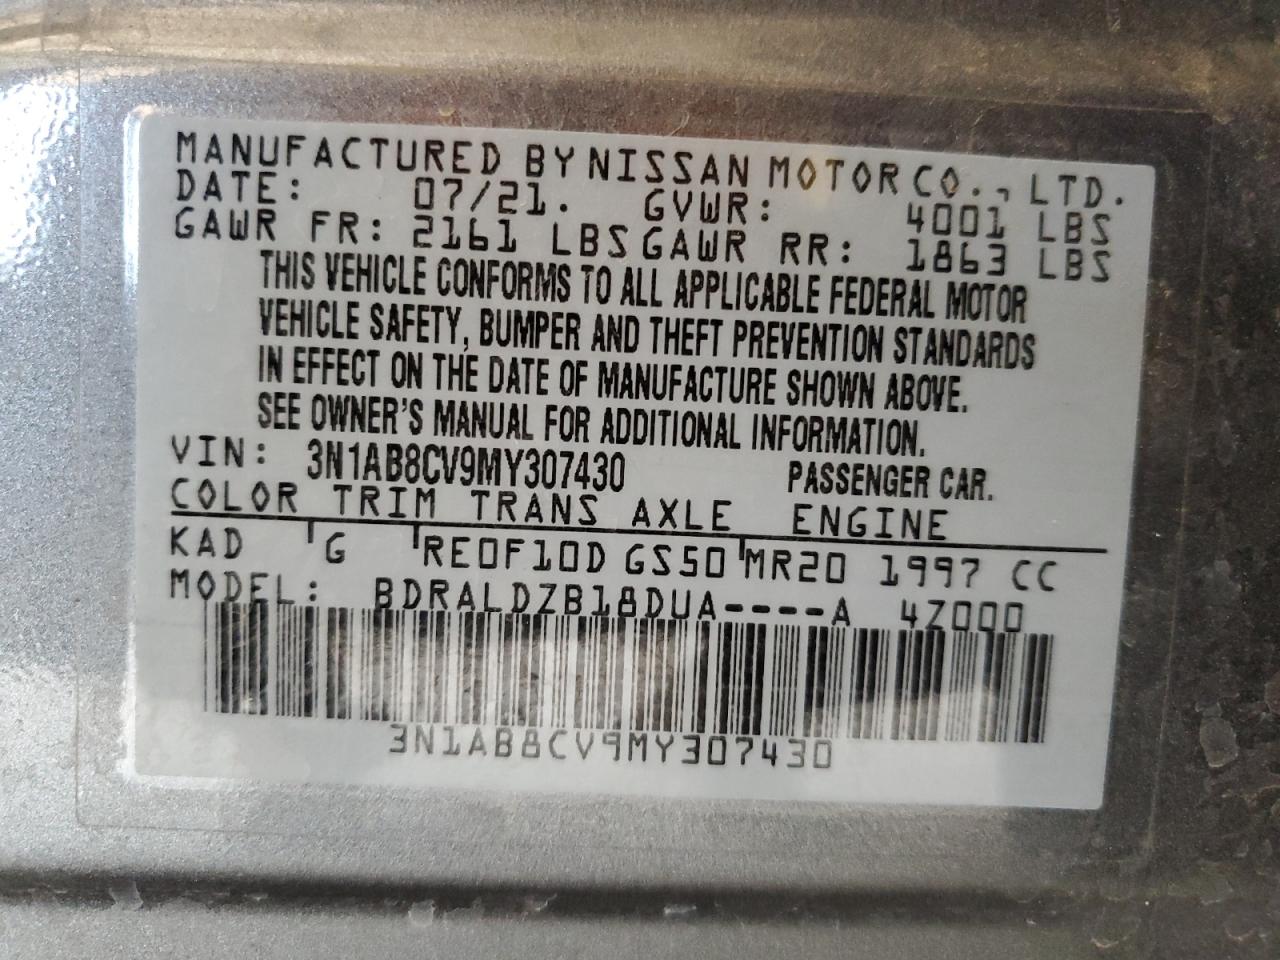 MANUFACTURED BY NISSAN MOTOR CO., LTD.
DATE: 07/21. GVWR: 4001 LBS
GAWR FR: 2161 LBS GAWR RR: 1863 LBS
THIS VEHICLE CONFORMS TO ALL APPLICABLE FEDERAL MOTOR
VEHICLE SAFETY, BUMPER AND THEFT PREVENTION STANDARDS
IN EFFECT ON THE DATE OF MANUFACTURE SHOWN ABOVE.
SEE OWNER'S MANUAL FOR ADDITIONAL INFORMATION.
VIN: 3N1AB8CV9MY307430 PASSENGER CAR.
COLOR TRIM TRANS AXLE ENGINE
KAD G RE0F10D GS50 MR20 1997 CC
MODEL: BDRALDZB18DUA----A 4Z000
3N1AB8CV9MY307430